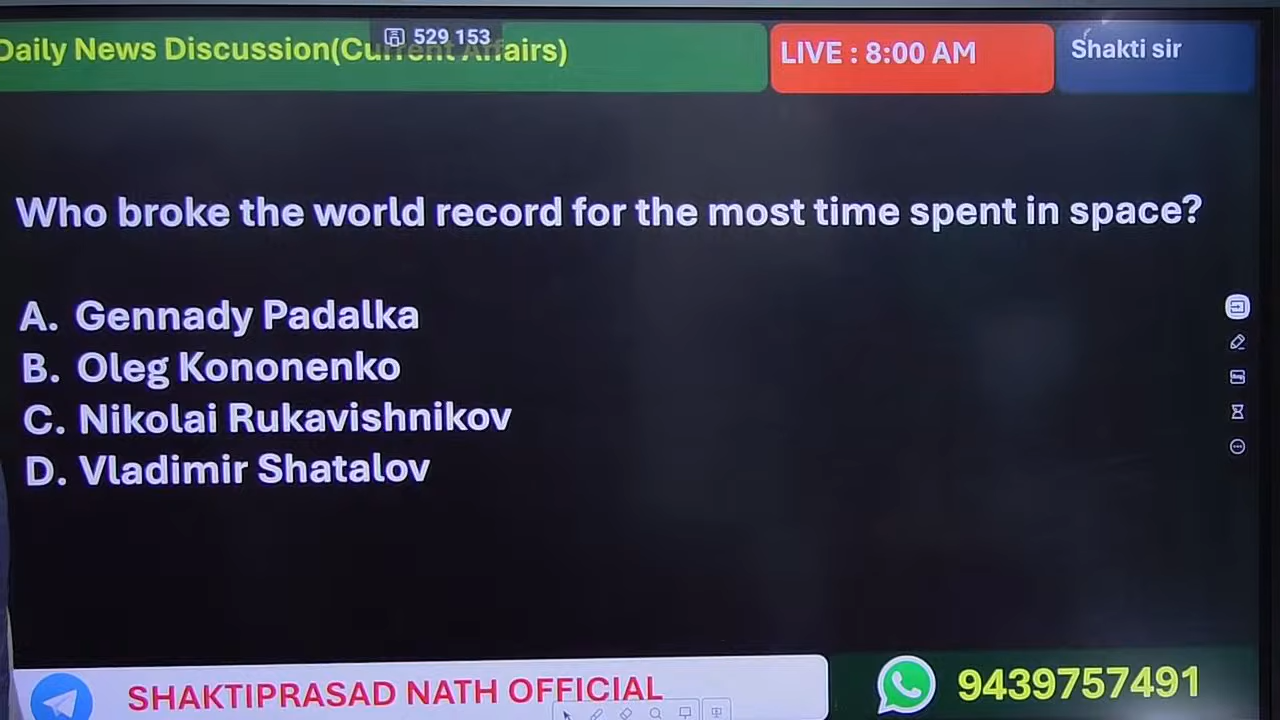 529 153
Daily News Discussion(Current Affairs)
LIVE : 8:00 AM
Shakti sir
Who broke the world record for the most time spent in space?
A. Gennady Padalka
B. Oleg Kononenko
C. Nikolai Rukavishnikov
D. Vladimir Shatalov
SHAKTIPRASAD NATH OFFICIAL
9439757491